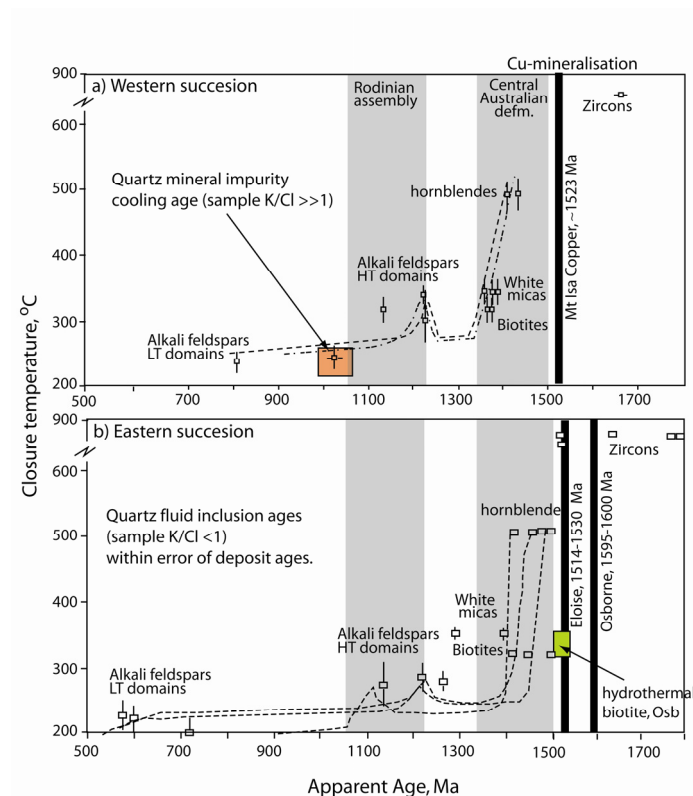 Cu-mineralisation
900
a) Western succesion
Rodinian
assembly
Central
Australian
defm.
Zircons
600
Quartz mineral impurity
cooling age (sample K/Cl >>1)
500
hornblendes
Mt Isa Copper, ~1523 Ma
400
Alkali feldspars
HT domains
White
micas
300
Biotites
Alkali feldspars
LT domains
200
500 700 900 1100 1300 1500 1700
Closure temperature, °C
900
b) Eastern succesion
Zircons
600
Quartz fluid inclusion ages
(sample K/Cl <1)
within error of deposit ages.
hornblende
500
Eloise, 1514-1530 Ma
Osborne, 1595-1600 Ma
400
White
micas
Alkali feldspars
HT domains
Biotites
300
Alkali feldspars
LT domains
hydrothermal
biotite, Osb
200
500 700 900 1100 1300 1500 1700
Apparent Age, Ma